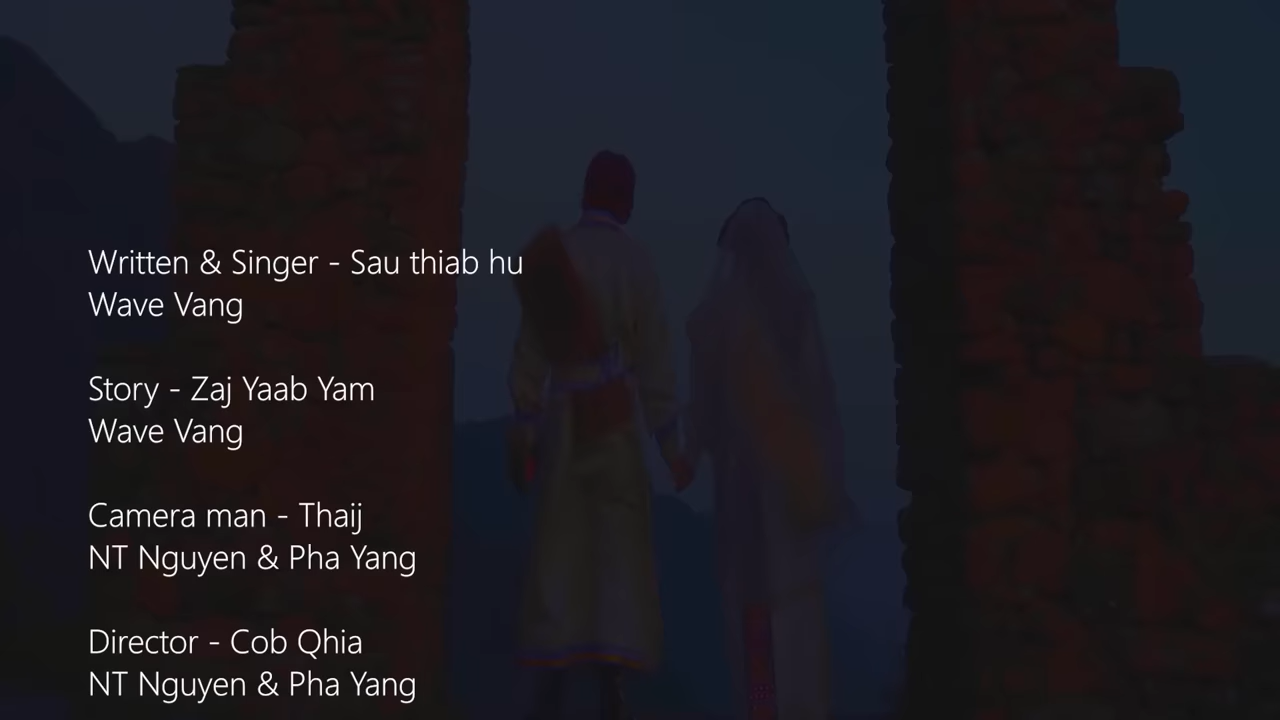 Written & Singer - Sau thiab hu
Wave Vang
Story - Zaj Yaab Yam
Wave Vang
Camera man - Thaij
NT Nguyen & Pha Yang
Director - Cob Qhia
NT Nguyen & Pha Yang